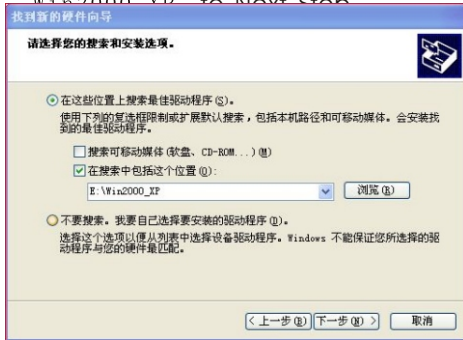 Win2000_XP to Next Step
找到新的硬件向导
请选择您的搜索和安装选项。
在这些位置上搜索最佳驱动程序(S)。
使用下列的复选框限制或扩展默认搜索，包括本机路径和可移动媒体。会安装找
到的最佳驱动程序。
搜索可移动媒体(软盘、CD-ROM...)(M)
在搜索中包括这个位置(O):
E:\Win2000_XP
浏览(R)
不要搜索。我要自己选择要安装的驱动程序(D)。
选择这个选项以便从列表中选择设备驱动程序。Windows 不能保证您所选择的驱
动程序与您的硬件最匹配。
< 上一步(B)
下一步(N) >
取消